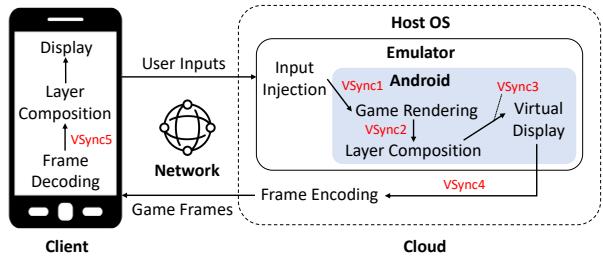 Host OS
Emulator
Display
User Inputs
Input
Injection
VSync1
Android
VSync3
Layer
Composition
Game Rendering
Virtual
Display
VSync2
VSync5
Layer Composition
Frame
Decoding
Network
VSync4
Game Frames
Frame Encoding
Client
Cloud